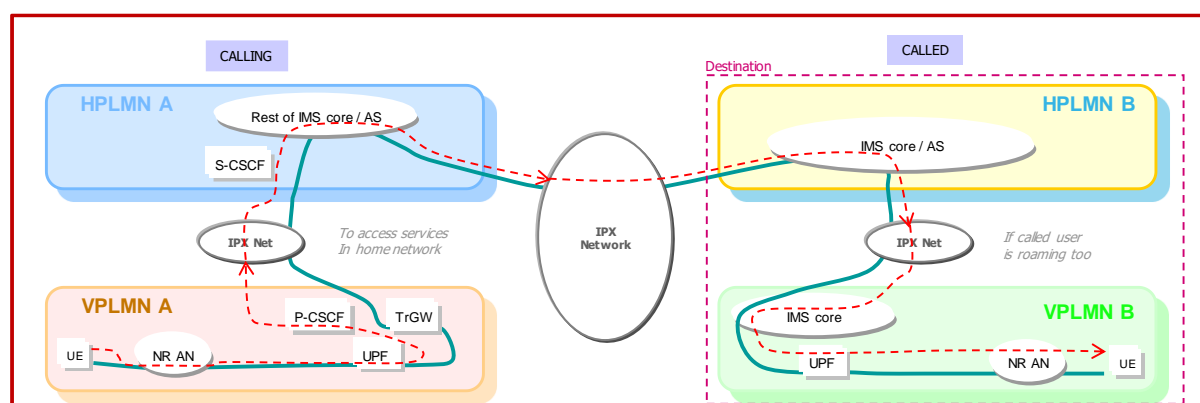 CALLING
CALLED
Destination
HPLMN A
HPLMN B
Rest of IMS core / AS
IMS core / AS
S-CSCF
IPX Net
To access services
In home network
IPX
Network
IPX Net
If called user
is roaming too
VPLMN A
VPLMN B
P-CSCF
TrGW
IMS core
UE
NR AN
UPF
UPF
NR AN
UE